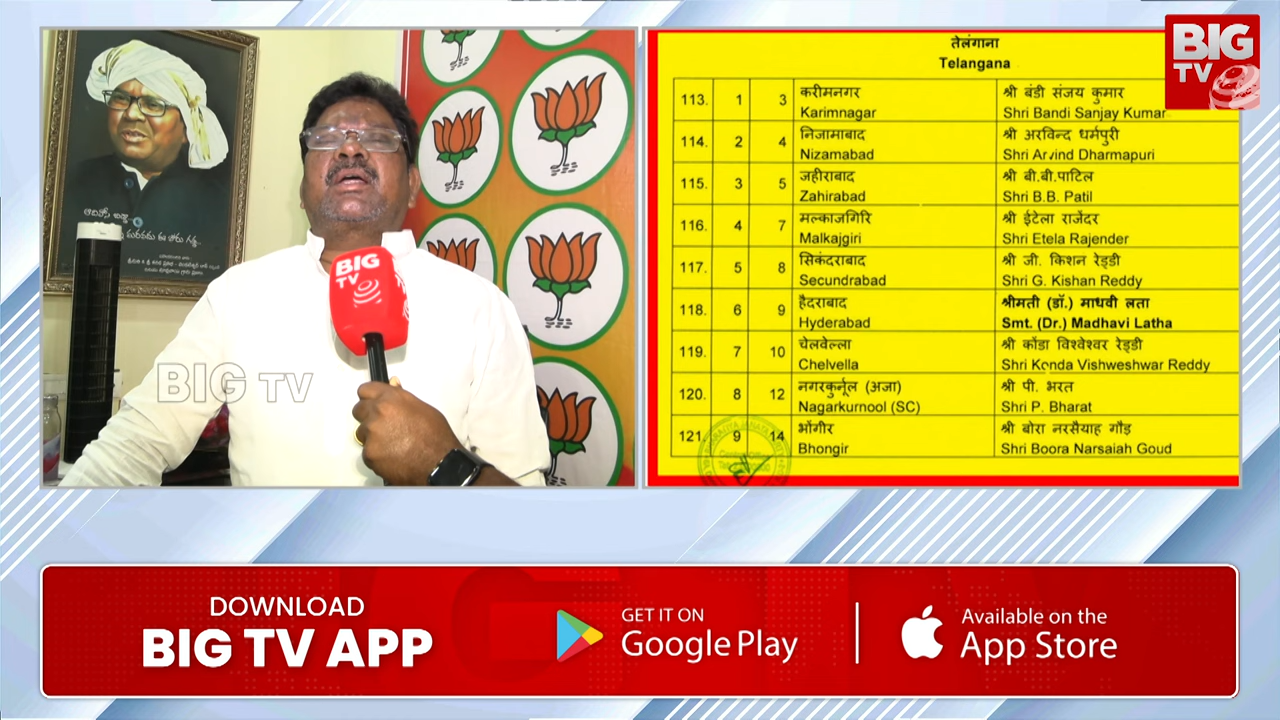 BIG
TV
तेलंगाना
Telangana
113. 1 3 करीमनगर श्री बंडी संजय कुमार
Karimnagar Shri Bandi Sanjay Kumar
114. 2 4 निजामाबाद श्री अरविन्द धर्मपुरी
Nizamabad Shri Arvind Dharmapuri
115. 3 5 जहीराबाद श्री बी.बी.पाटिल
Zahirabad Shri B.B. Patil
116. 4 7 मल्काजगिरि श्री ईटेला राजेंदर
Malkajgiri Shri Etela Rajender
117. 5 8 सिकंदराबाद श्री जी. किशन रेड्डी
Secundrabad Shri G. Kishan Reddy
118. 6 9 हैदराबाद श्रीमती (डॉ.) माधवी लता
Hyderabad Smt. (Dr.) Madhavi Latha
119. 7 10 चेलवेल्ला श्री कोंडा विश्वेश्वर रेड्डी
Chelvella Shri Konda Vishweshwar Reddy
120. 8 12 नगरकुर्नूल (अजा) श्री पी. भरत
Nagarkurnool (SC) Shri P. Bharat
121. 9 14 भोंगीर श्री बोरा नरसैयाह गौड़
Bhongir Shri Boora Narsaiah Goud
BIG
TV
BIG TV
DOWNLOAD
BIG TV APP
GET IT ON
Google Play
Available on the
App Store